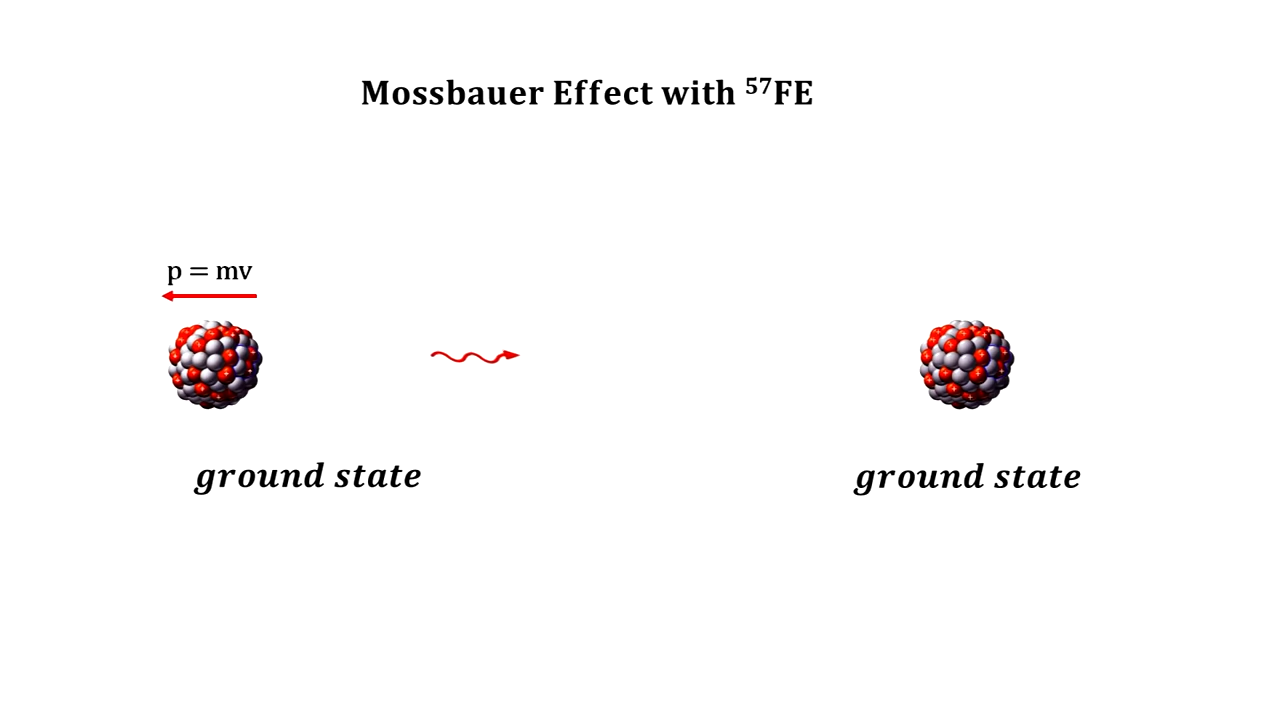 Mossbauer Effect with ⁵⁷FE
p = mv
ground state
ground state